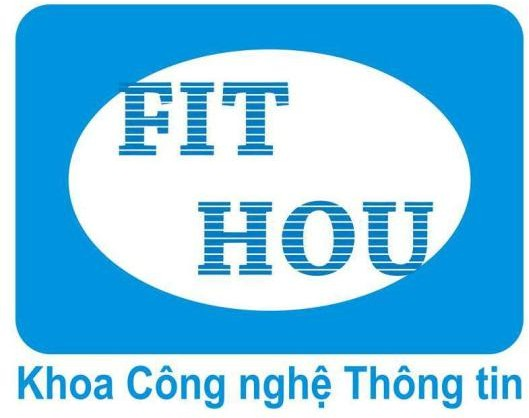 FIT
HOU
Khoa Công nghệ Thông tin